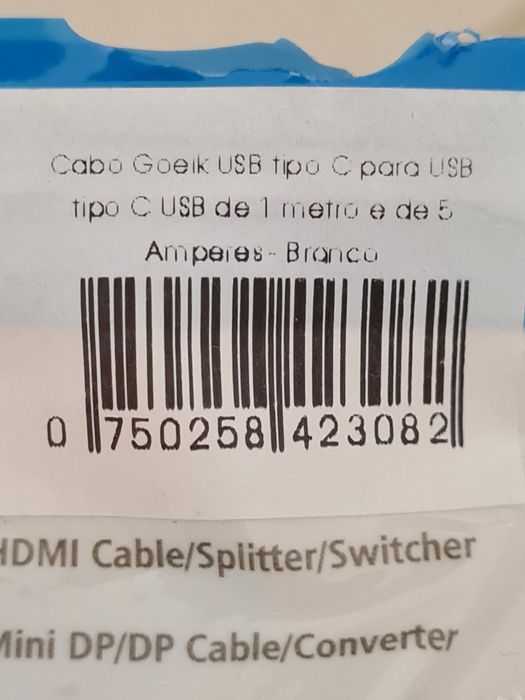 Cabo Goeik USB tipo C para USB
tipo C USB de 1 metro e de 5
Amperes- Branco
0 750258 423082
HDMI Cable/Splitter/Switcher
Mini DP/DP Cable/Converter